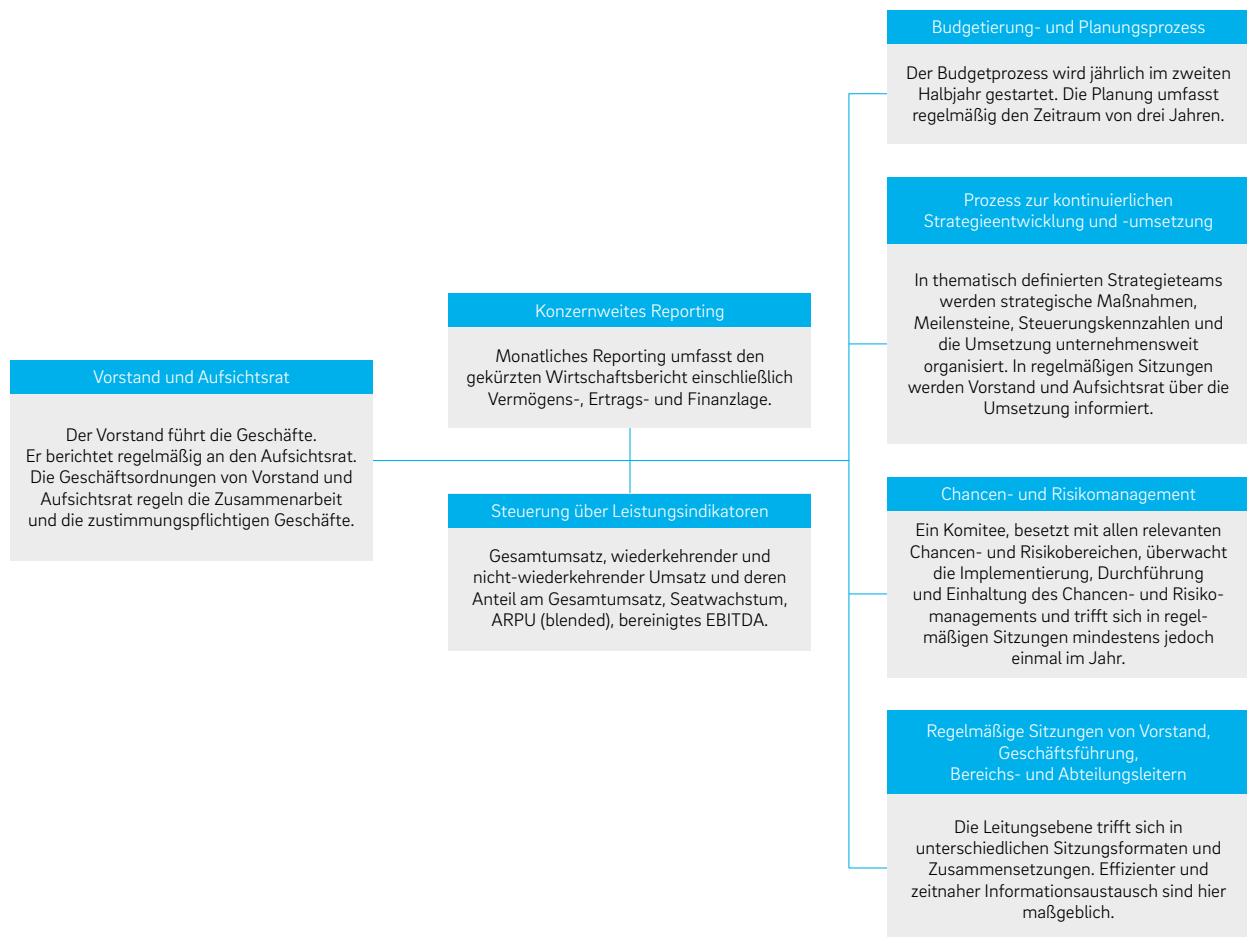 Vorstand und Aufsichtsrat
Der Vorstand führt die Geschäfte.
Er berichtet regelmäßig an den Aufsichtsrat.
Die Geschäftsordnungen von Vorstand und
Aufsichtsrat regeln die Zusammenarbeit
und die zustimmungspflichtigen Geschäfte.
Konzernweites Reporting
Monatliches Reporting umfasst den
gekürzten Wirtschaftsbericht einschließlich
Vermögens-, Ertrags- und Finanzlage.
Steuerung über Leistungsindikatoren
Gesamtumsatz, wiederkehrender und
nicht-wiederkehrender Umsatz und deren
Anteil am Gesamtumsatz, Seatwachstum,
ARPU (blended), bereinigtes EBITDA.
Budgetierung- und Planungsprozess
Der Budgetprozess wird jährlich im zweiten
Halbjahr gestartet. Die Planung umfasst
regelmäßig den Zeitraum von drei Jahren.
Prozess zur kontinuierlichen
Strategieentwicklung und -umsetzung
In thematisch definierten Strategieteams
werden strategische Maßnahmen,
Meilensteine, Steuerungskennzahlen und
die Umsetzung unternehmensweit
organisiert. In regelmäßigen Sitzungen
werden Vorstand und Aufsichtsrat über die
Umsetzung informiert.
Chancen- und Risikomanagement
Ein Komitee, besetzt mit allen relevanten
Chancen- und Risikobereichen, überwacht
die Implementierung, Durchführung
und Einhaltung des Chancen- und Risiko-
managements und trifft sich in regel-
mäßigen Sitzungen mindestens jedoch
einmal im Jahr.
Regelmäßige Sitzungen von Vorstand,
Geschäftsführung,
Bereichs- und Abteilungsleitern
Die Leitungsebene trifft sich in
unterschiedlichen Sitzungsformaten und
Zusammensetzungen. Effizienter und
zeitnaher Informationsaustausch sind hier
maßgeblich.